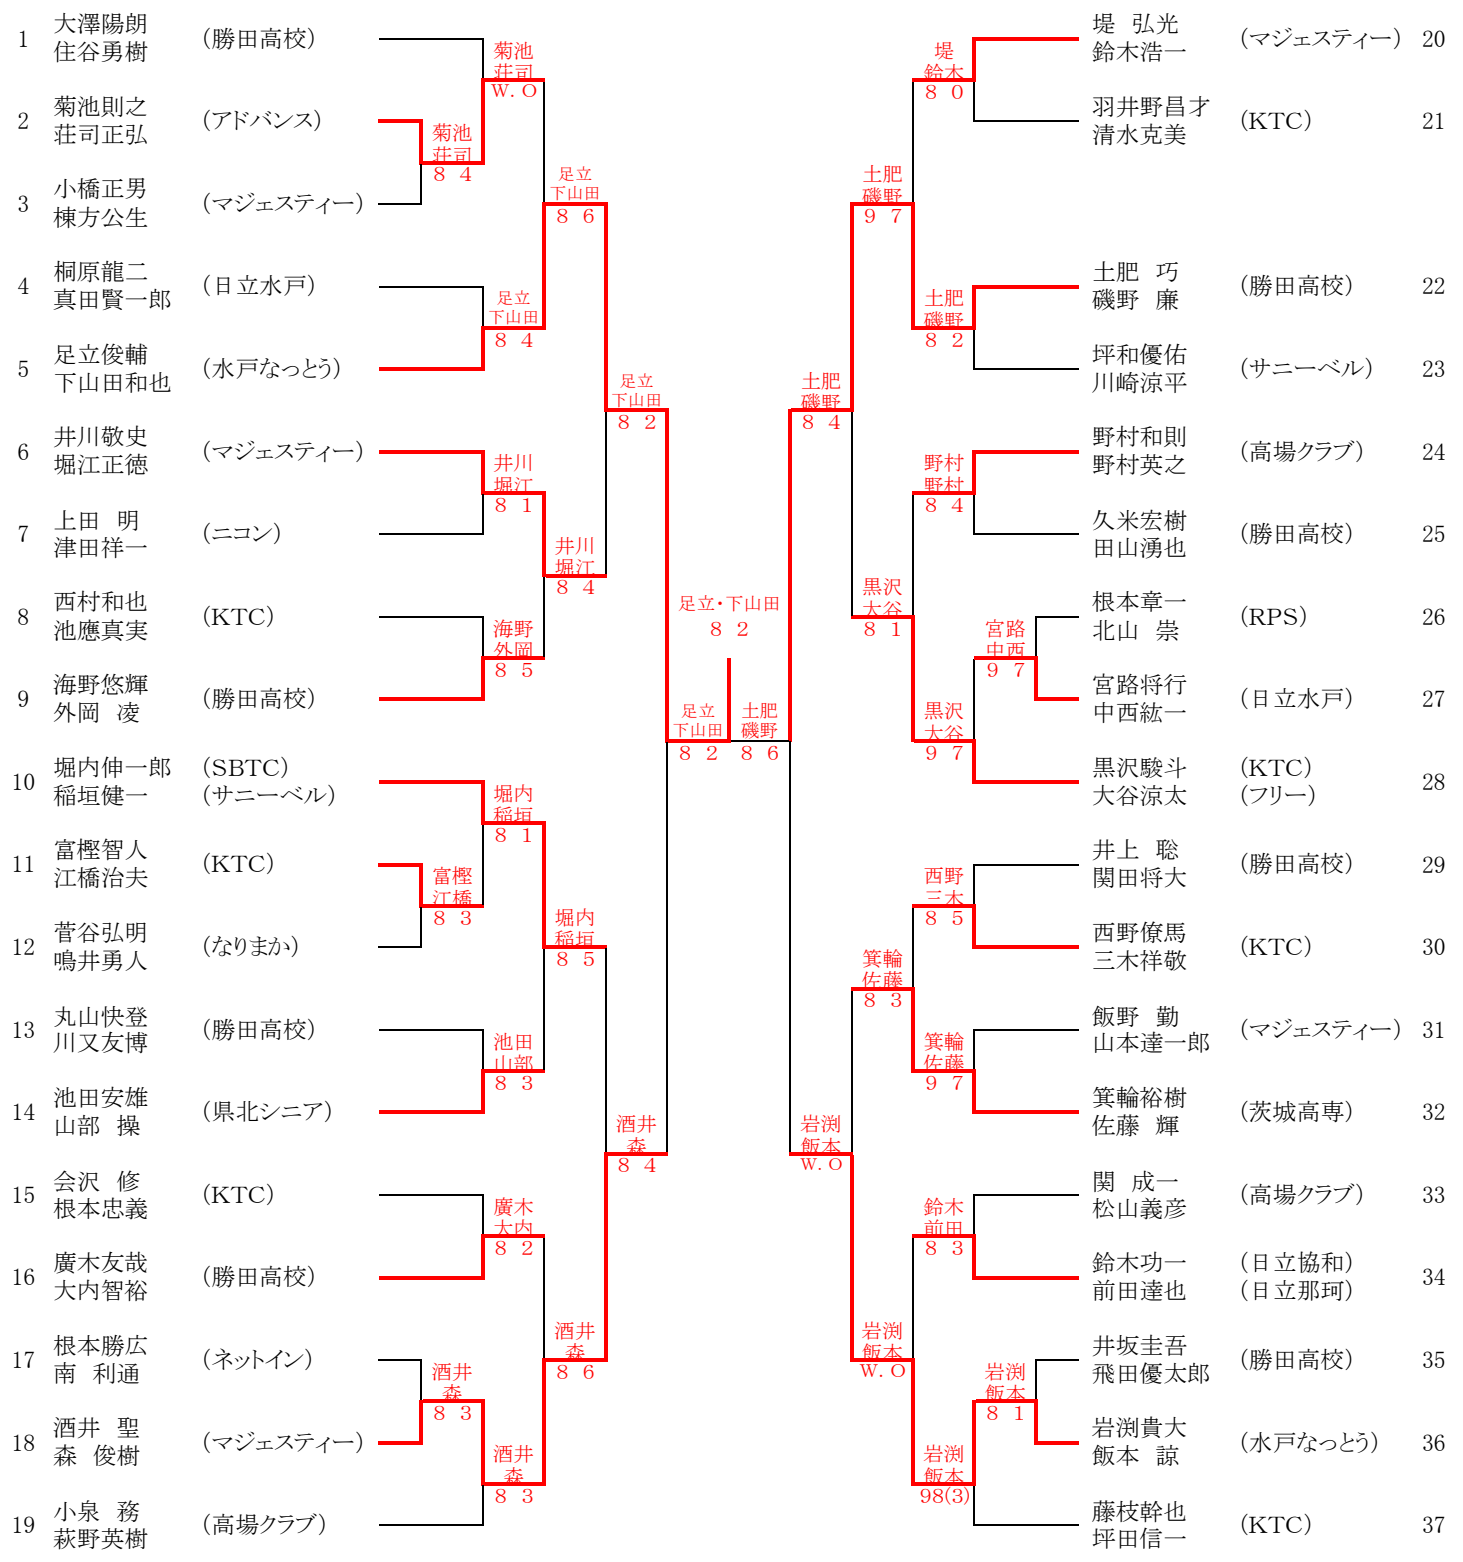 1 大澤陽朗 (勝田高校)
住谷勇樹
2 菊池則之 (アドバンス)
荘司正弘
3 小橋正男 (マジェスティー)
棟方公生
4 桐原龍二 (日立水戸)
真田賢一郎
5 足立俊輔 (水戸なっとう)
下山田和也
6 井川敬史 (マジェスティー)
堀江正徳
7 上田 明 (ニコン)
津田祥一
8 西村和也 (KTC)
池應真実
9 海野悠輝 (勝田高校)
外岡 凌
10 堀内伸一郎 (SBTC)
稲垣健一 (サニーベル)
11 富樫智人 (KTC)
江橋治夫
12 菅谷弘明 (なりまか)
鳴井勇人
13 丸山快登 (勝田高校)
川又友博
14 池田安雄 (県北シニア)
山部 操
15 会沢 修 (KTC)
根本忠義
16 廣木友哉 (勝田高校)
大内智裕
17 根本勝広 (ネットイン)
南 利通
18 酒井 聖 (マジェスティー)
森 俊樹
19 小泉 務 (高場クラブ)
萩野英樹
菊池
荘司
8 4
富樫
江橋
8 3
酒井
森
8 3
菊池
荘司
W.O
足立
下山田
8 4
井川
堀江
8 1
海野
外岡
8 5
堀内
稲垣
8 1
池田
山部
8 3
廣木
大内
8 2
酒井
森
8 3
足立
下山田
8 6
井川
堀江
8 4
堀内
稲垣
8 5
酒井
森
8 6
足立
下山田
8 2
酒井
森
8 4
足立
下山田
8 2
足立・下山田
8 2
土肥
磯野
8 6
土肥
磯野
8 4
岩渕
飯本
W.O
土肥
磯野
9 7
黒沢
大谷
8 1
箕輪
佐藤
8 3
岩渕
飯本
W.O
堤
鈴木
8 0
土肥
磯野
8 2
野村
野村
8 4
黒沢
大谷
9 7
西野
三木
8 5
箕輪
佐藤
9 7
鈴木
前田
8 3
岩渕
飯本
98(3)
宮路
中西
9 7
岩渕
飯本
8 1
堤 弘光 (マジェスティー) 20
鈴木浩一
羽井野昌才 (KTC) 21
清水克美
土肥 巧 (勝田高校) 22
磯野 廉
坪和優佑 (サニーベル) 23
川崎涼平
野村和則 (高場クラブ) 24
野村英之
久米宏樹 (勝田高校) 25
田山湧也
根本章一 (RPS) 26
北山 崇
宮路将行 (日立水戸) 27
中西紘一
黒沢駿斗 (KTC) 28
大谷涼太 (フリー)
井上 聡 (勝田高校) 29
関田将大
西野僚馬 (KTC) 30
三木祥敬
飯野 勤 (マジェスティー) 31
山本達一郎
箕輪裕樹 (茨城高専) 32
佐藤 輝
関 成一 (高場クラブ) 33
松山義彦
鈴木功一 (日立協和) 34
前田達也 (日立那珂)
井坂圭吾 (勝田高校) 35
飛田優太郎
岩渕貴大 (水戸なっとう) 36
飯本 諒
藤枝幹也 (KTC) 37
坪田信一